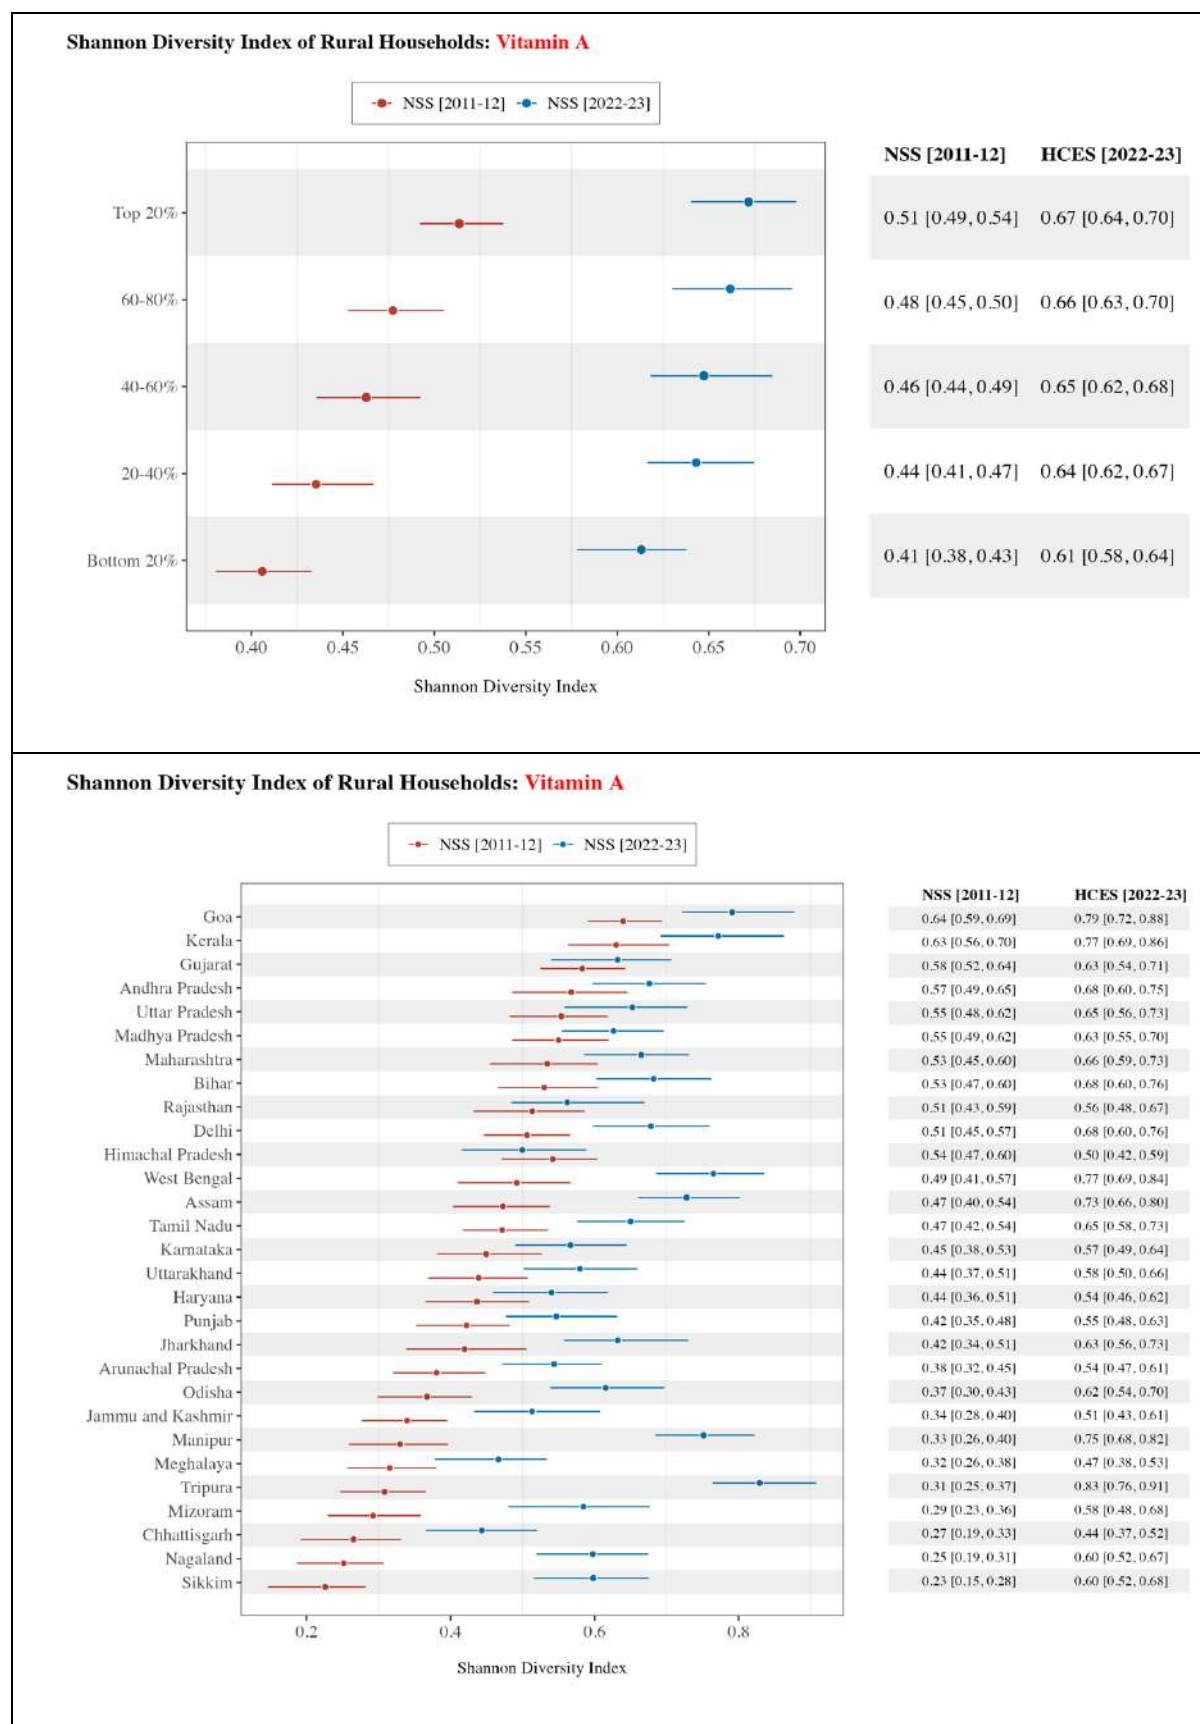 Shannon Diversity Index of Rural Households: Vitamin A
NSS [2011-12] NSS [2022-23]
NSS [2011-12] HCES [2022-23]
Top 20% 0.51 [0.49, 0.54] 0.67 [0.64, 0.70]
60-80% 0.48 [0.45, 0.50] 0.66 [0.63, 0.70]
40-60% 0.46 [0.44, 0.49] 0.65 [0.62, 0.68]
20-40% 0.44 [0.41, 0.47] 0.64 [0.62, 0.67]
Bottom 20% 0.41 [0.38, 0.43] 0.61 [0.58, 0.64]
0.40 0.45 0.50 0.55 0.60 0.65 0.70
Shannon Diversity Index
Shannon Diversity Index of Rural Households: Vitamin A
NSS [2011-12] NSS [2022-23]
NSS [2011-12] HCES [2022-23]
Goa 0.64 [0.59, 0.69] 0.79 [0.72, 0.88]
Kerala 0.63 [0.56, 0.70] 0.77 [0.69, 0.86]
Gujarat 0.58 [0.52, 0.64] 0.63 [0.54, 0.71]
Andhra Pradesh 0.57 [0.49, 0.65] 0.68 [0.60, 0.75]
Uttar Pradesh 0.55 [0.48, 0.62] 0.65 [0.56, 0.73]
Madhya Pradesh 0.55 [0.49, 0.62] 0.63 [0.55, 0.70]
Maharashtra 0.53 [0.45, 0.60] 0.66 [0.59, 0.73]
Bihar 0.53 [0.47, 0.60] 0.68 [0.60, 0.76]
Rajasthan 0.51 [0.43, 0.59] 0.56 [0.48, 0.67]
Delhi 0.51 [0.45, 0.57] 0.68 [0.60, 0.76]
Himachal Pradesh 0.54 [0.47, 0.60] 0.50 [0.42, 0.59]
West Bengal 0.49 [0.41, 0.57] 0.77 [0.69, 0.84]
Assam 0.47 [0.40, 0.54] 0.73 [0.66, 0.80]
Tamil Nadu 0.47 [0.42, 0.54] 0.65 [0.58, 0.73]
Karnataka 0.45 [0.38, 0.53] 0.57 [0.49, 0.64]
Uttarakhand 0.44 [0.37, 0.51] 0.58 [0.50, 0.66]
Haryana 0.44 [0.36, 0.51] 0.54 [0.46, 0.62]
Punjab 0.42 [0.35, 0.48] 0.55 [0.48, 0.63]
Jharkhand 0.42 [0.34, 0.51] 0.63 [0.56, 0.73]
Arunachal Pradesh 0.38 [0.32, 0.45] 0.54 [0.47, 0.61]
Odisha 0.37 [0.30, 0.43] 0.62 [0.54, 0.70]
Jammu and Kashmir 0.34 [0.28, 0.40] 0.51 [0.43, 0.61]
Manipur 0.33 [0.26, 0.40] 0.75 [0.68, 0.82]
Meghalaya 0.32 [0.26, 0.38] 0.47 [0.38, 0.53]
Tripura 0.31 [0.25, 0.37] 0.83 [0.76, 0.91]
Mizoram 0.29 [0.23, 0.36] 0.58 [0.48, 0.68]
Chhattisgarh 0.27 [0.19, 0.33] 0.44 [0.37, 0.52]
Nagaland 0.25 [0.19, 0.31] 0.60 [0.52, 0.67]
Sikkim 0.23 [0.15, 0.28] 0.60 [0.52, 0.68]
0.2 0.4 0.6 0.8
Shannon Diversity Index